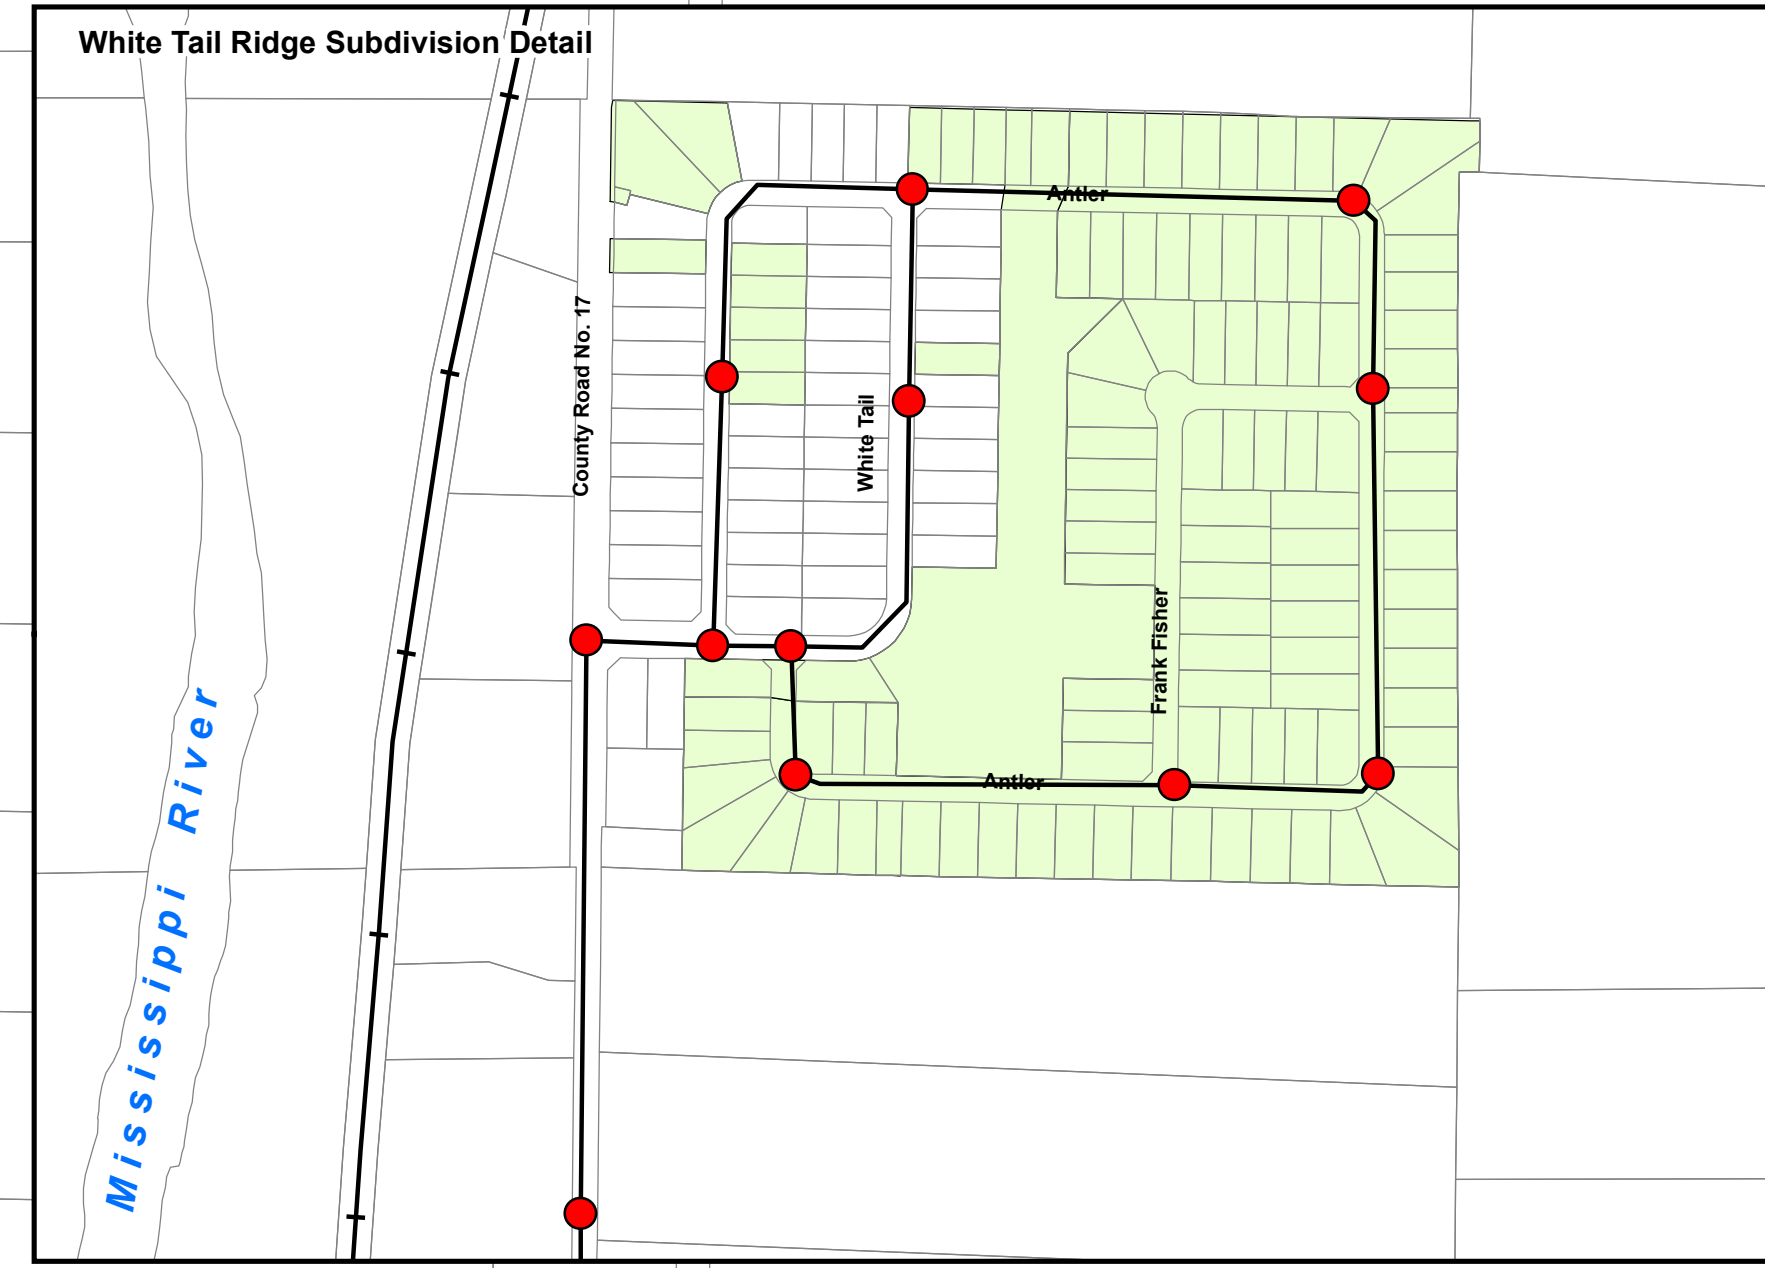 White Tail Ridge Subdivision Detail
Antler
County Road No. 17
White Tail
Frank Fisher
Antler
Mississippi River